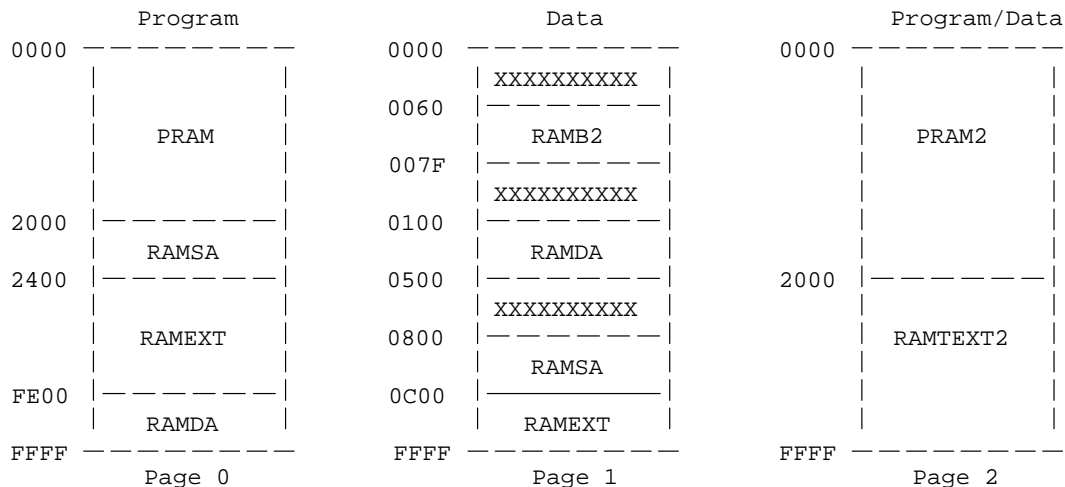 Program
0000
PRAM
2000
RAMSA
2400
RAMEXT
FE00
RAMDA
FFFF
Page 0
Data
0000
XXXXXXXXXX
0060
RAMB2
007F
XXXXXXXXXX
0100
RAMDA
0500
XXXXXXXXXX
0800
RAMSA
0C00
RAMEXT
FFFF
Page 1
Program/Data
0000
PRAM2
2000
RAMTEXT2
FFFF
Page 2